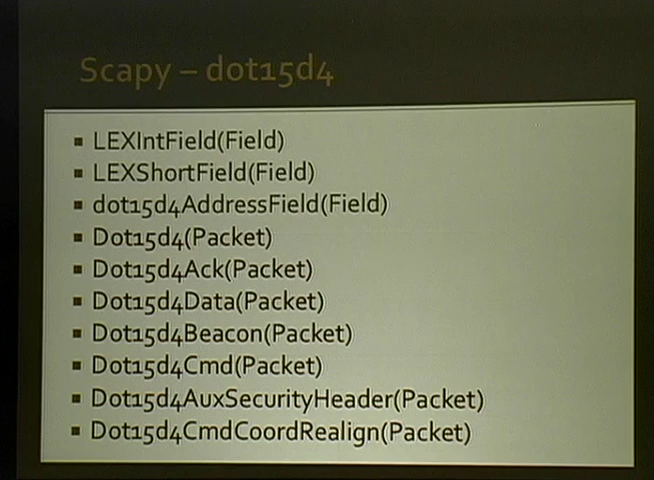 Scapy – dot15d4
▪ LEXIntField(Field)
▪ LEXShortField(Field)
▪ dot15d4AddressField(Field)
▪ Dot15d4(Packet)
▪ Dot15d4Ack(Packet)
▪ Dot15d4Data(Packet)
▪ Dot15d4Beacon(Packet)
▪ Dot15d4Cmd(Packet)
▪ Dot15d4AuxSecurityHeader(Packet)
▪ Dot15d4CmdCoordRealign(Packet)